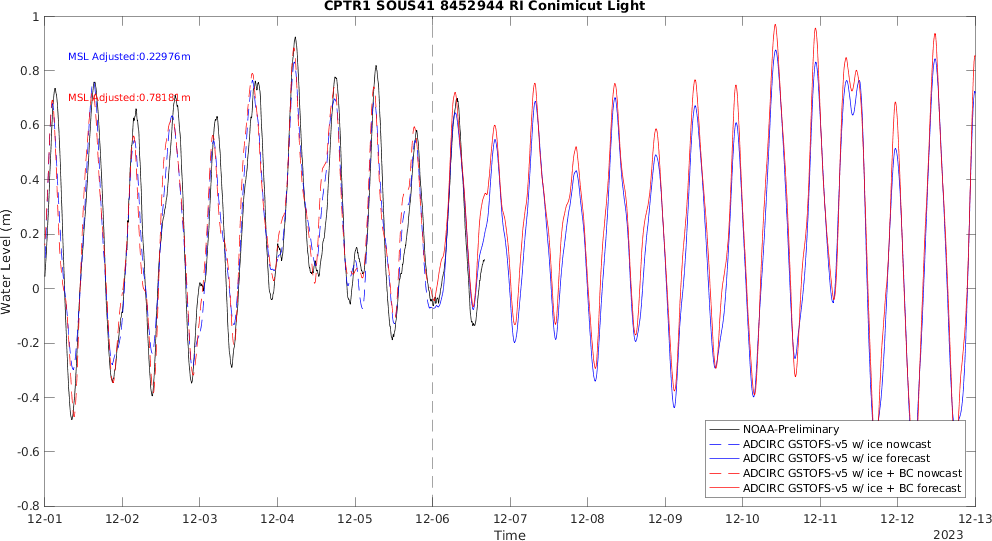 CPTR1 SOUS41 8452944 RI Conimicut Light
MSL Adjusted:0.22976m
MSL Adjusted:0.78181m
Water Level (m)
1
0.8
0.6
0.4
0.2
0
-0.2
-0.4
-0.6
-0.8
NOAA-Preliminary
ADCIRC GSTOFS-v5 w/ ice nowcast
ADCIRC GSTOFS-v5 w/ ice forecast
ADCIRC GSTOFS-v5 w/ ice + BC nowcast
ADCIRC GSTOFS-v5 w/ ice + BC forecast
12-01 12-02 12-03 12-04 12-05 12-06 12-07 12-08 12-09 12-10 12-11 12-12 12-13
Time
2023